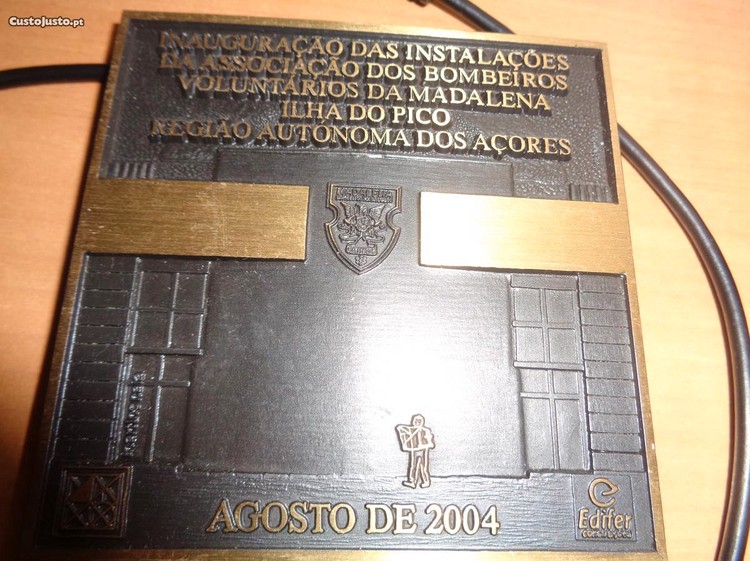 CustoJusto.pt
INAUGURAÇÃO DAS INSTALAÇÕES
DA ASSOCIAÇÃO DOS BOMBEIROS
VOLUNTÁRIOS DA MADALENA
ILHA DO PICO
REGIÃO AUTÓNOMA DOS AÇORES
MADALENA
AGOSTO DE 2004
Edifer